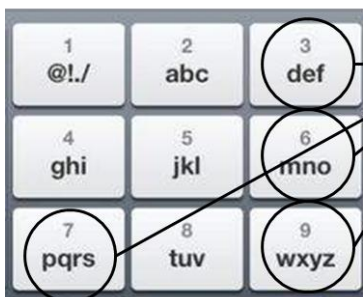 1 2 3
@!./ abc def
4 5 6
ghi jkl mno
7 8 9
pqrs tuv wxyz